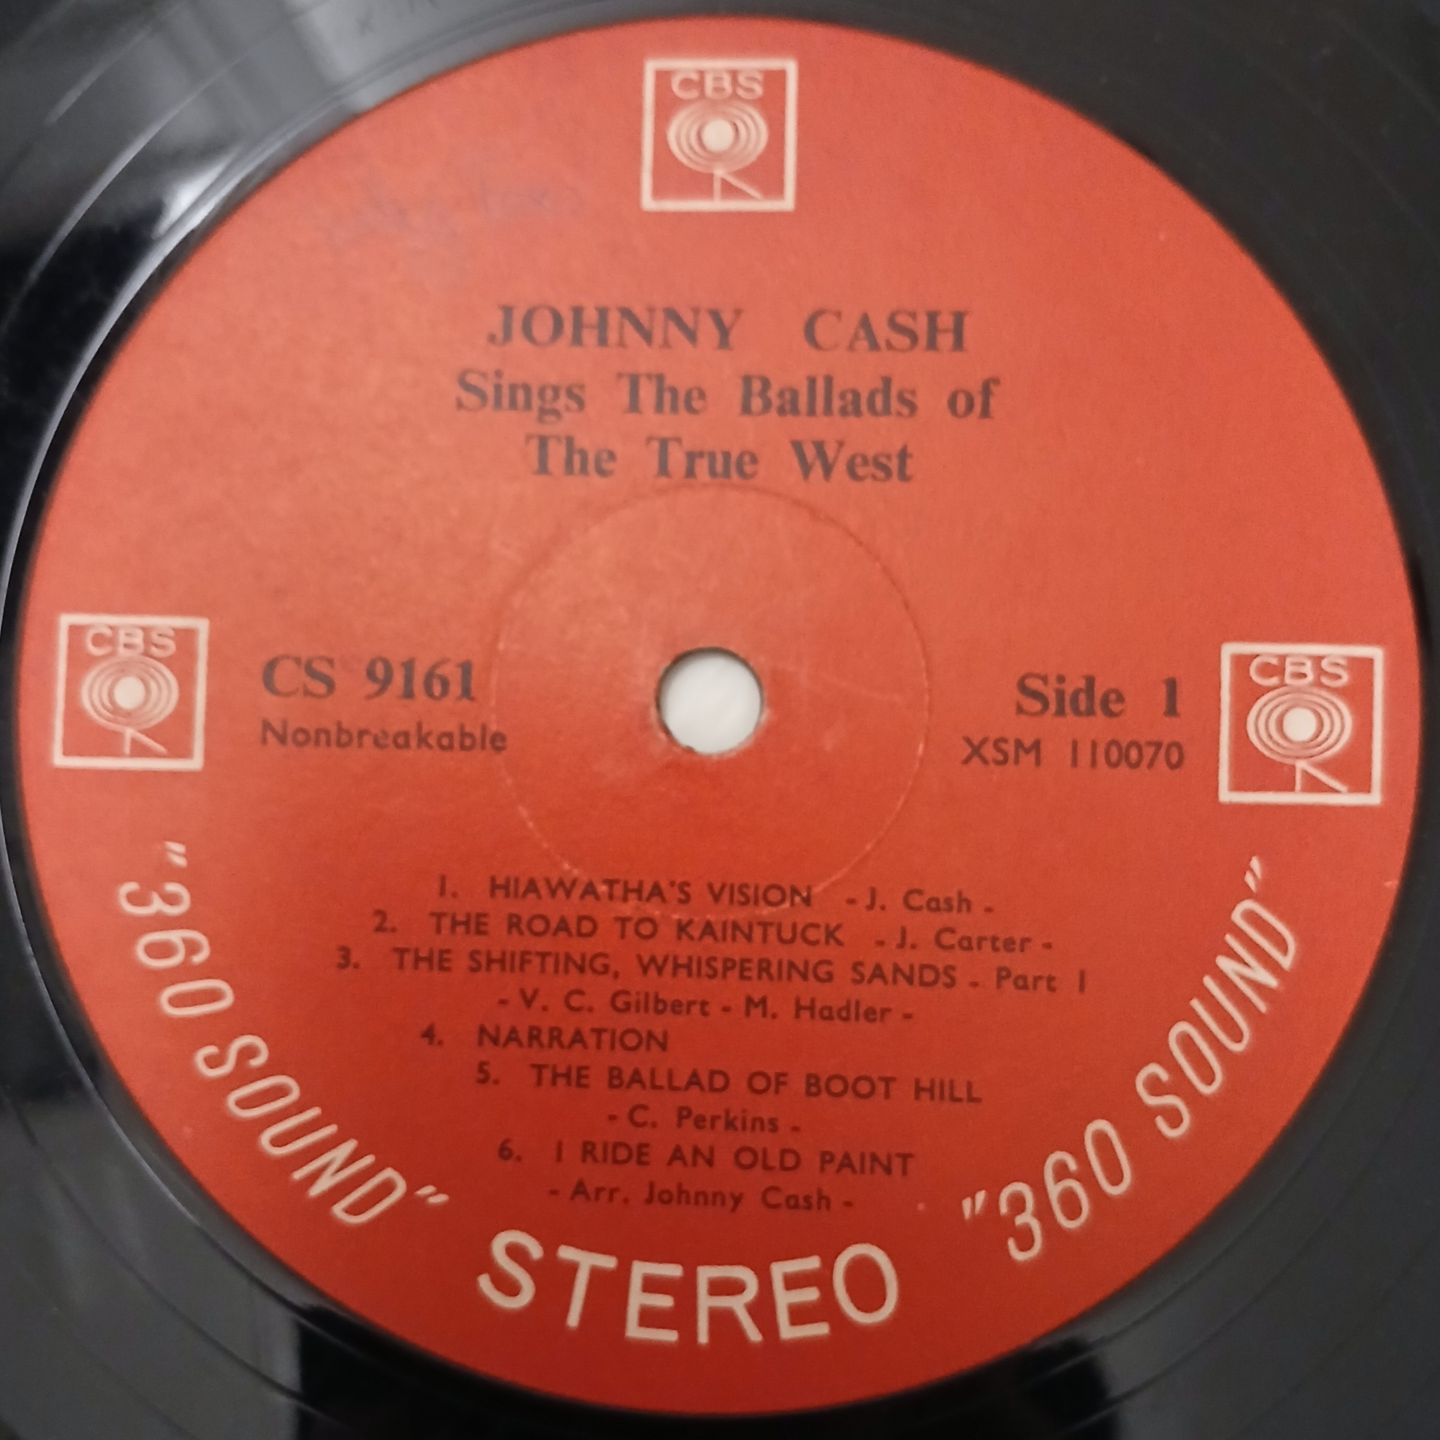 CBS
JOHNNY CASH
Sings The Ballads of
The True West
CBS
CS 9161
Nonbreakable
Side 1
XSM 110070
CBS
1. HIAWATHA'S VISION - J. Cash -
2. THE ROAD TO KAINTUCK - J. Carter -
3. THE SHIFTING, WHISPERING SANDS - Part 1
- V. C. Gilbert - M. Hadler -
4. NARRATION
5. THE BALLAD OF BOOT HILL
- C. Perkins -
6. I RIDE AN OLD PAINT
- Arr. Johnny Cash -
"360 SOUND"
STEREO
"360 SOUND"